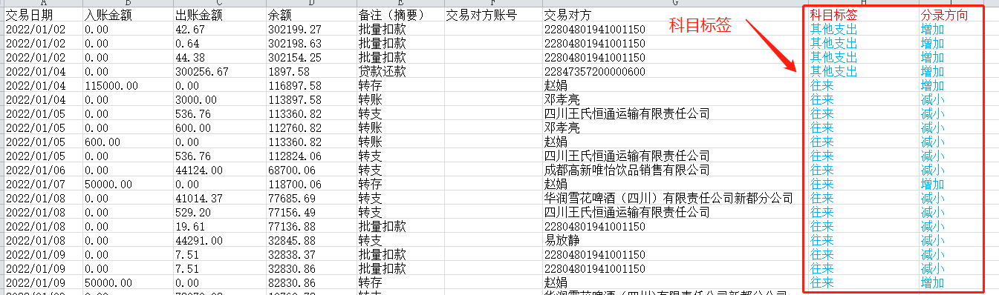 A B C D E F G H I
交易日期 入账金额 出账金额 余额 备注（摘要） 交易对方账号 交易对方 科目标签 分录方向
2022/01/02 0.00 42.67 302199.27 批量扣款 22804801941001150 其他支出 增加
2022/01/02 0.00 0.64 302198.63 批量扣款 22804801941001150 其他支出 增加
2022/01/02 0.00 44.38 302154.25 批量扣款 22804801941001150 其他支出 增加
2022/01/04 0.00 300256.67 1897.58 贷款还款 22847357200000600 其他支出 增加
2022/01/04 115000.00 0.00 116897.58 转存 赵娟 往来 增加
2022/01/04 0.00 3000.00 113897.58 转账 邓孝亮 往来 减小
2022/01/05 0.00 536.76 113360.82 转支 四川王氏恒通运输有限责任公司 往来 减小
2022/01/05 0.00 600.00 112760.82 转账 邓孝亮 往来 减小
2022/01/05 600.00 0.00 113360.82 转账 赵娟 往来 减小
2022/01/05 0.00 536.76 112824.06 转支 四川王氏恒通运输有限责任公司 往来 减小
2022/01/06 0.00 44124.00 68700.06 转支 成都高新唯怡饮品销售有限公司 往来 减小
2022/01/07 50000.00 0.00 118700.06 转存 赵娟 往来 增加
2022/01/08 0.00 41014.37 77685.69 转支 华润雪花啤酒（四川）有限责任公司新都分公司 往来 减小
2022/01/08 0.00 529.20 77156.49 转支 四川王氏恒通运输有限责任公司 往来 减小
2022/01/08 0.00 19.61 77136.88 批量扣款 22804801941001150 往来 减小
2022/01/08 0.00 44291.00 32845.88 转支 易放静 往来 减小
2022/01/09 0.00 7.51 32838.37 批量扣款 22804801941001150 往来 减小
2022/01/09 0.00 7.51 32830.86 批量扣款 22804801941001150 往来 减小
2022/01/09 50000.00 0.00 82830.86 转存 赵娟 往来 增加
科目标签